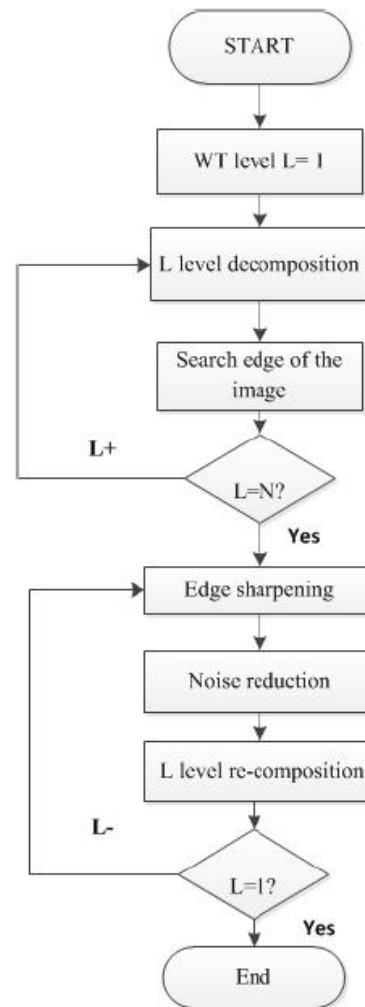 START
WT level L= 1
L level decomposition
Search edge of the
image
L+
L=N?
Yes
Edge sharpening
Noise reduction
L level re-composition
L-
L=1?
Yes
End